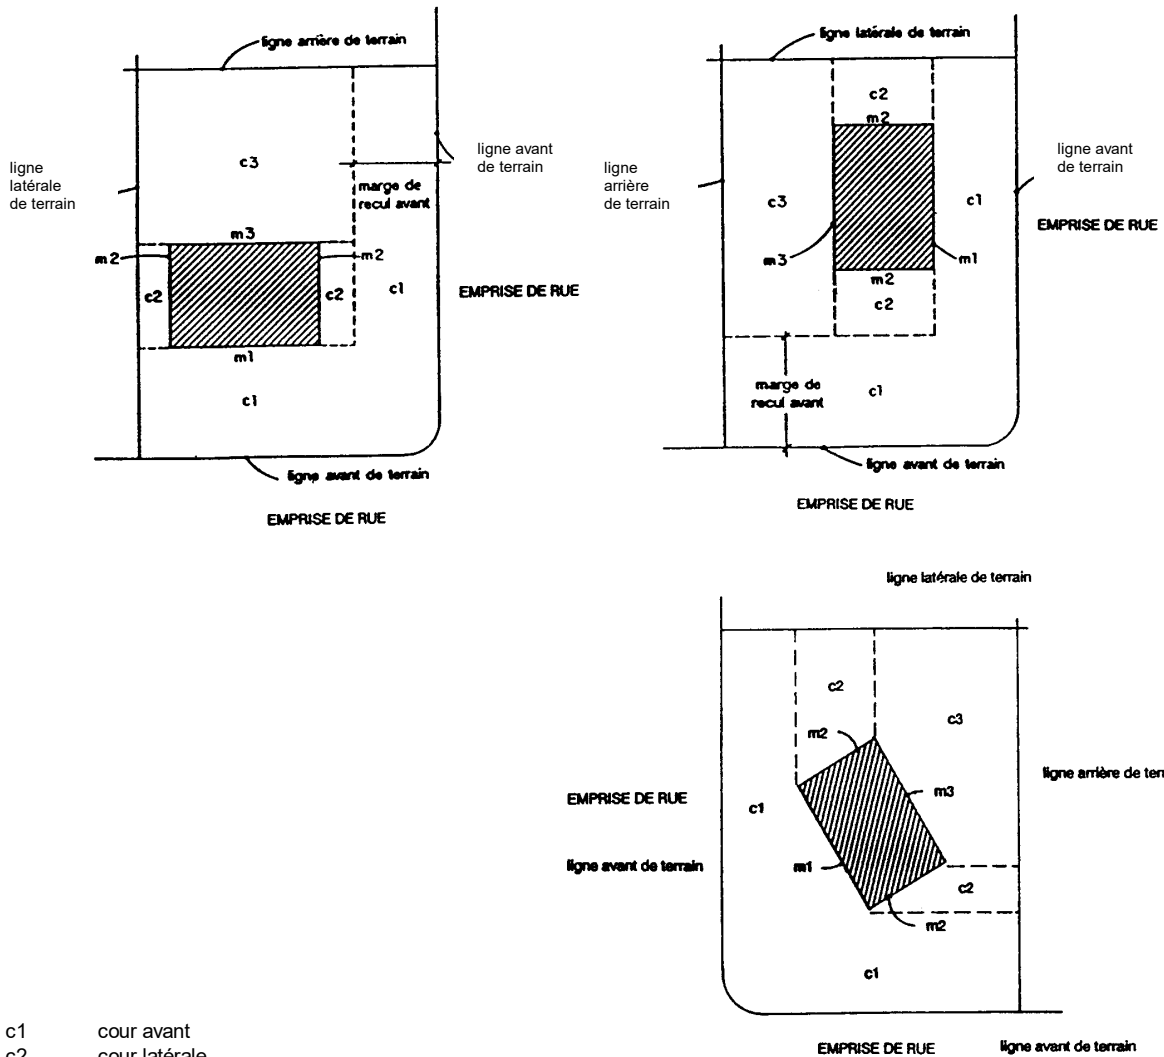 ligne arrière de terrain
ligne
latérale
de terrain
c3
ligne avant
de terrain
marge de
recul avant
m3
m2
m2
c2
c2
c1
EMPRISE DE RUE
m1
c1
ligne avant de terrain
EMPRISE DE RUE
ligne latérale de terrain
c2
m2
ligne
arrière
de terrain
ligne avant
de terrain
c3
c1
EMPRISE DE RUE
m3
m1
m2
c2
marge de
recul avant
c1
ligne avant de terrain
EMPRISE DE RUE
ligne latérale de terrain
c2
c3
m2
ligne arrière de terr
EMPRISE DE RUE
c1
m3
ligne avant de terrain
m1
c2
m2
c1
EMPRISE DE RUE
ligne avant de terrain
c1 cour avant
c2 cour latérale